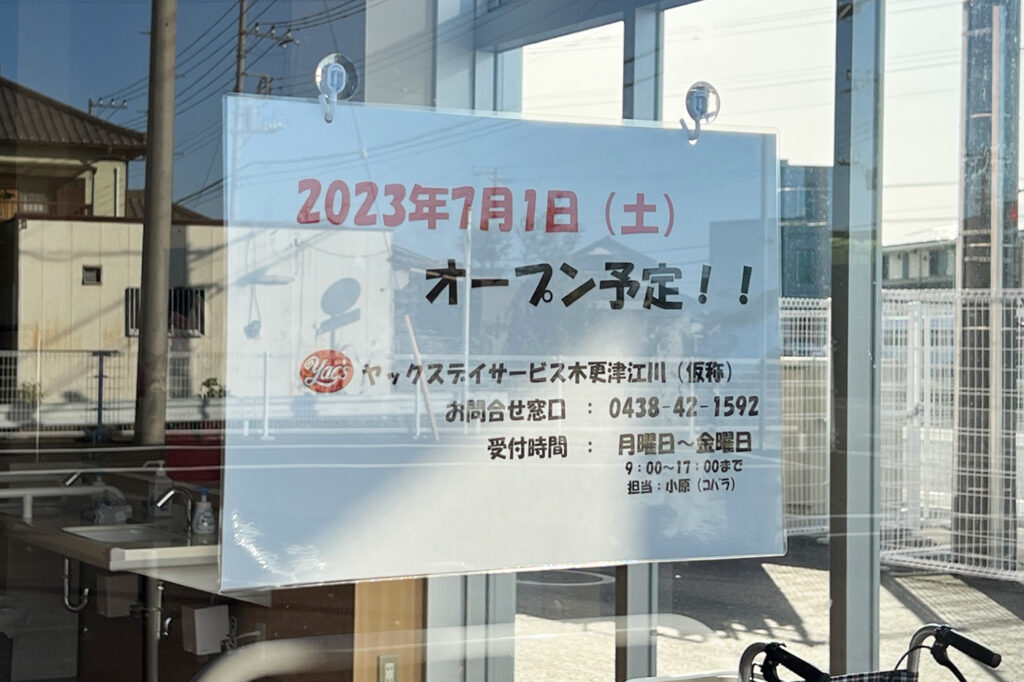 2023年7月1日（土）
オープン予定！！
Yac's ヤックスデイサービス木更津江川（仮称）
お問合せ窓口 ： 0438-42-1592
受付時間 ： 月曜日～金曜日
9：00～17：00まで
担当：小原（コバラ）